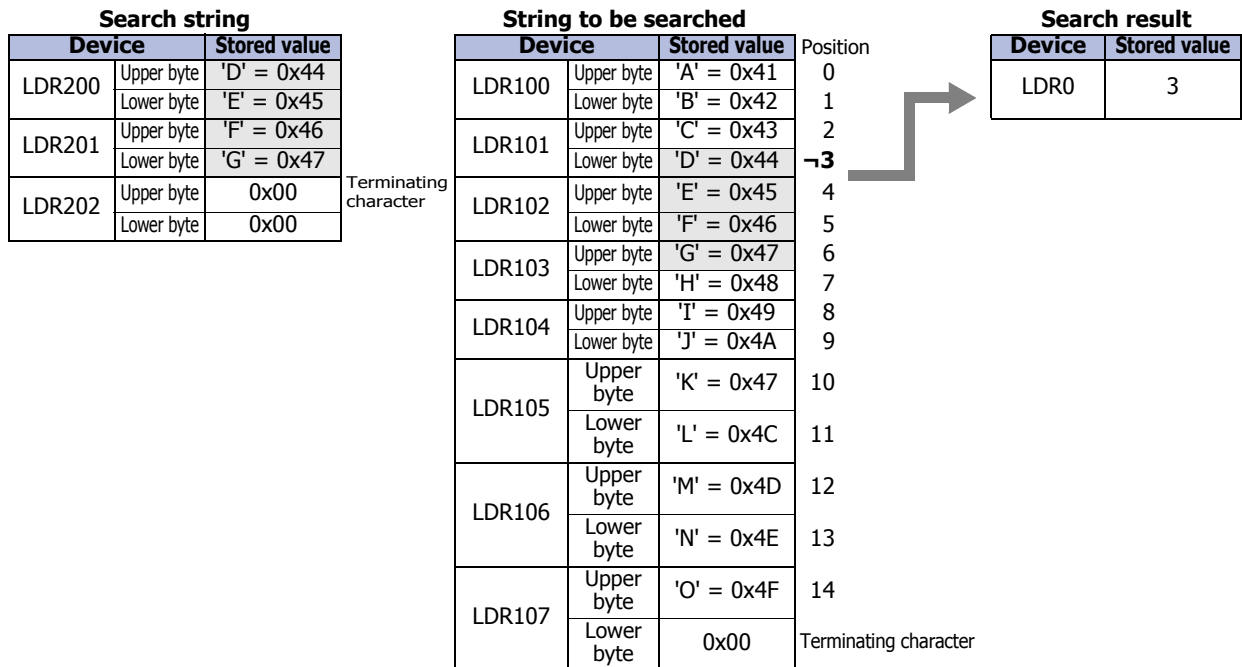 Search string
Device Stored value
LDR200 Upper byte 'D' = 0x44
Lower byte 'E' = 0x45
LDR201 Upper byte 'F' = 0x46
Lower byte 'G' = 0x47
LDR202 Upper byte 0x00
Lower byte 0x00
Terminating
character
String to be searched
Device Stored value Position
LDR100 Upper byte 'A' = 0x41 0
Lower byte 'B' = 0x42 1
LDR101 Upper byte 'C' = 0x43 2
Lower byte 'D' = 0x44 ¬3
LDR102 Upper byte 'E' = 0x45 4
Lower byte 'F' = 0x46 5
LDR103 Upper byte 'G' = 0x47 6
Lower byte 'H' = 0x48 7
LDR104 Upper byte 'I' = 0x49 8
Lower byte 'J' = 0x4A 9
LDR105 Upper
byte 'K' = 0x47 10
Lower
byte 'L' = 0x4C 11
LDR106 Upper
byte 'M' = 0x4D 12
Lower
byte 'N' = 0x4E 13
LDR107 Upper
byte 'O' = 0x4F 14
Lower
byte 0x00 Terminating character
Search result
Device Stored value
LDR0 3